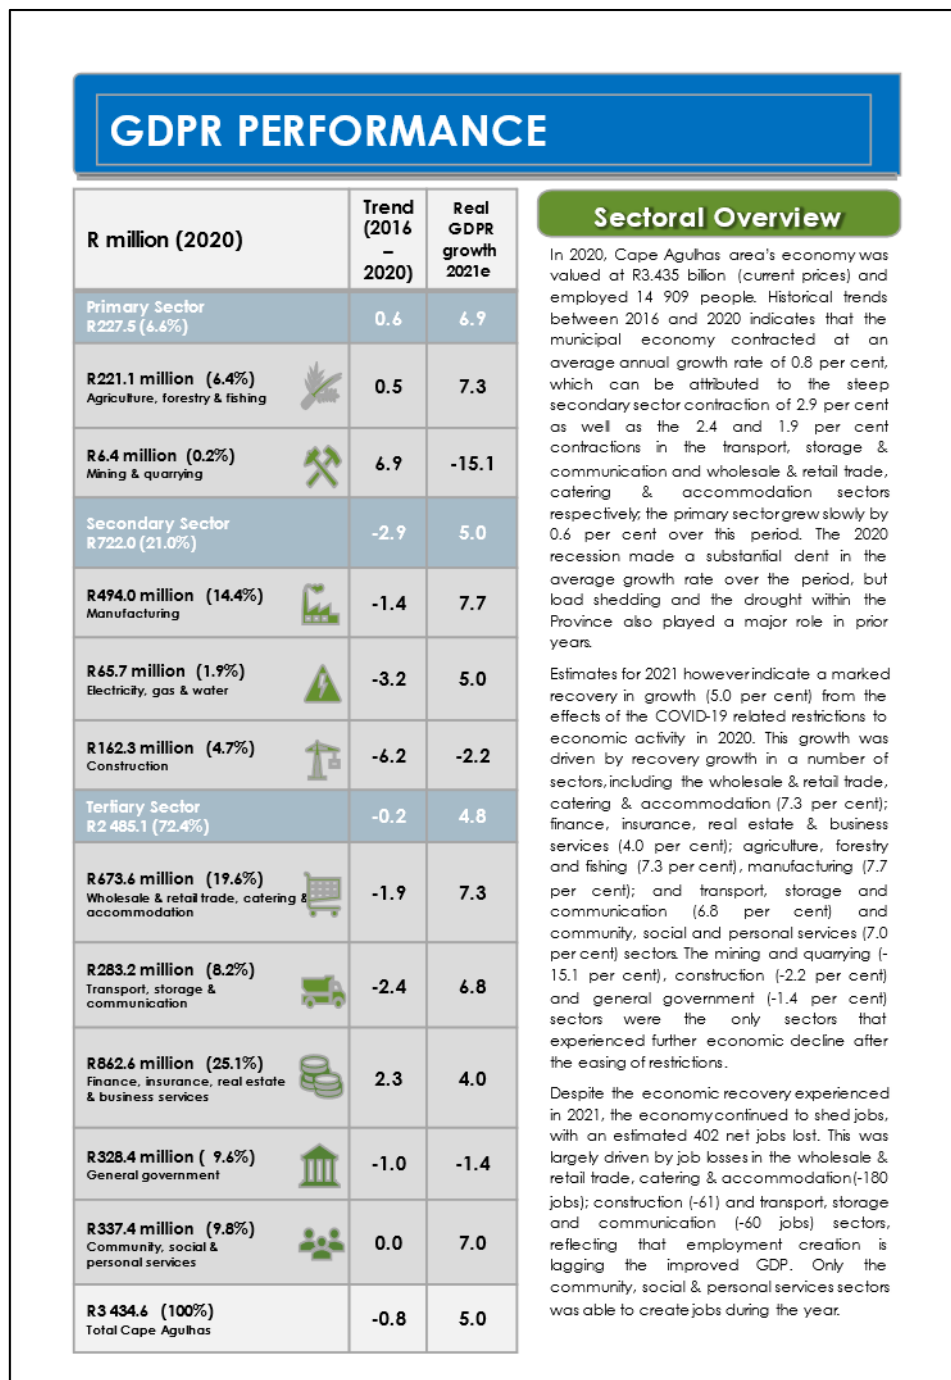 GDPR PERFORMANCE
R million (2020)
Trend
(2016
–
2020)
Real
GDPR
growth
2021e
Primary Sector
R227.5 (6.6%)
0.6
6.9
R221.1 million (6.4%)
Agriculture, forestry & fishing
0.5
7.3
R6.4 million (0.2%)
Mining & quarrying
6.9
-15.1
Secondary Sector
R722.0 (21.0%)
-2.9
5.0
R494.0 million (14.4%)
Manufacturing
-1.4
7.7
R65.7 million (1.9%)
Electricity, gas & water
-3.2
5.0
R162.3 million (4.7%)
Construction
-6.2
-2.2
Tertiary Sector
R2 485.1 (72.4%)
-0.2
4.8
R673.6 million (19.6%)
Wholesale & retail trade, catering &
accommodation
-1.9
7.3
R283.2 million (8.2%)
Transport, storage &
communication
-2.4
6.8
R862.6 million (25.1%)
Finance, insurance, real estate
& business services
2.3
4.0
R328.4 million ( 9.6%)
General government
-1.0
-1.4
R337.4 million (9.8%)
Community, social &
personal services
0.0
7.0
R3 434.6 (100%)
Total Cape Agulhas
-0.8
5.0
Sectoral Overview
In 2020, Cape Agulhas area's economy was
valued at R3.435 billion (current prices) and
employed 14 909 people. Historical trends
between 2016 and 2020 indicates that the
municipal economy contracted at an
average annual growth rate of 0.8 per cent,
which can be attributed to the steep
secondary sector contraction of 2.9 per cent
as well as the 2.4 and 1.9 per cent
contractions in the transport, storage &
communication and wholesale & retail trade,
catering & accommodation sectors
respectively; the primary sector grew slowly by
0.6 per cent over this period. The 2020
recession made a substantial dent in the
average growth rate over the period, but
load shedding and the drought within the
Province also played a major role in prior
years.
Estimates for 2021 however indicate a marked
recovery in growth (5.0 per cent) from the
effects of the COVID-19 related restrictions to
economic activity in 2020. This growth was
driven by recovery growth in a number of
sectors, including the wholesale & retail trade,
catering & accommodation (7.3 per cent);
finance, insurance, real estate & business
services (4.0 per cent); agriculture, forestry
and fishing (7.3 per cent), manufacturing (7.7
per cent); and transport, storage and
communication (6.8 per cent) and
community, social and personal services (7.0
per cent) sectors. The mining and quarrying (-
15.1 per cent), construction (-2.2 per cent)
and general government (-1.4 per cent)
sectors were the only sectors that
experienced further economic decline after
the easing of restrictions.
Despite the economic recovery experienced
in 2021, the economy continued to shed jobs,
with an estimated 402 net jobs lost. This was
largely driven by job losses in the wholesale &
retail trade, catering & accommodation (-180
jobs); construction (-61) and transport, storage
and communication (-60 jobs) sectors,
reflecting that employment creation is
lagging the improved GDP. Only the
community, social & personal services sectors
was able to create jobs during the year.